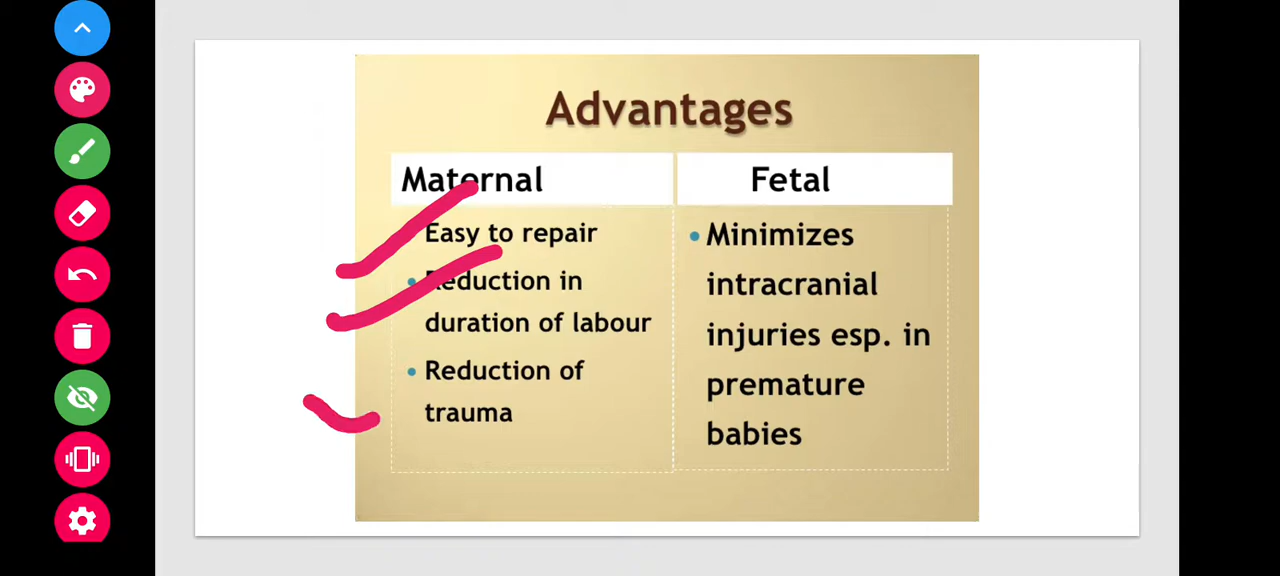 Advantages
Maternal
Fetal
Easy to repair
• Reduction in
duration of labour
• Reduction of
trauma
• Minimizes
intracranial
injuries esp. in
premature
babies